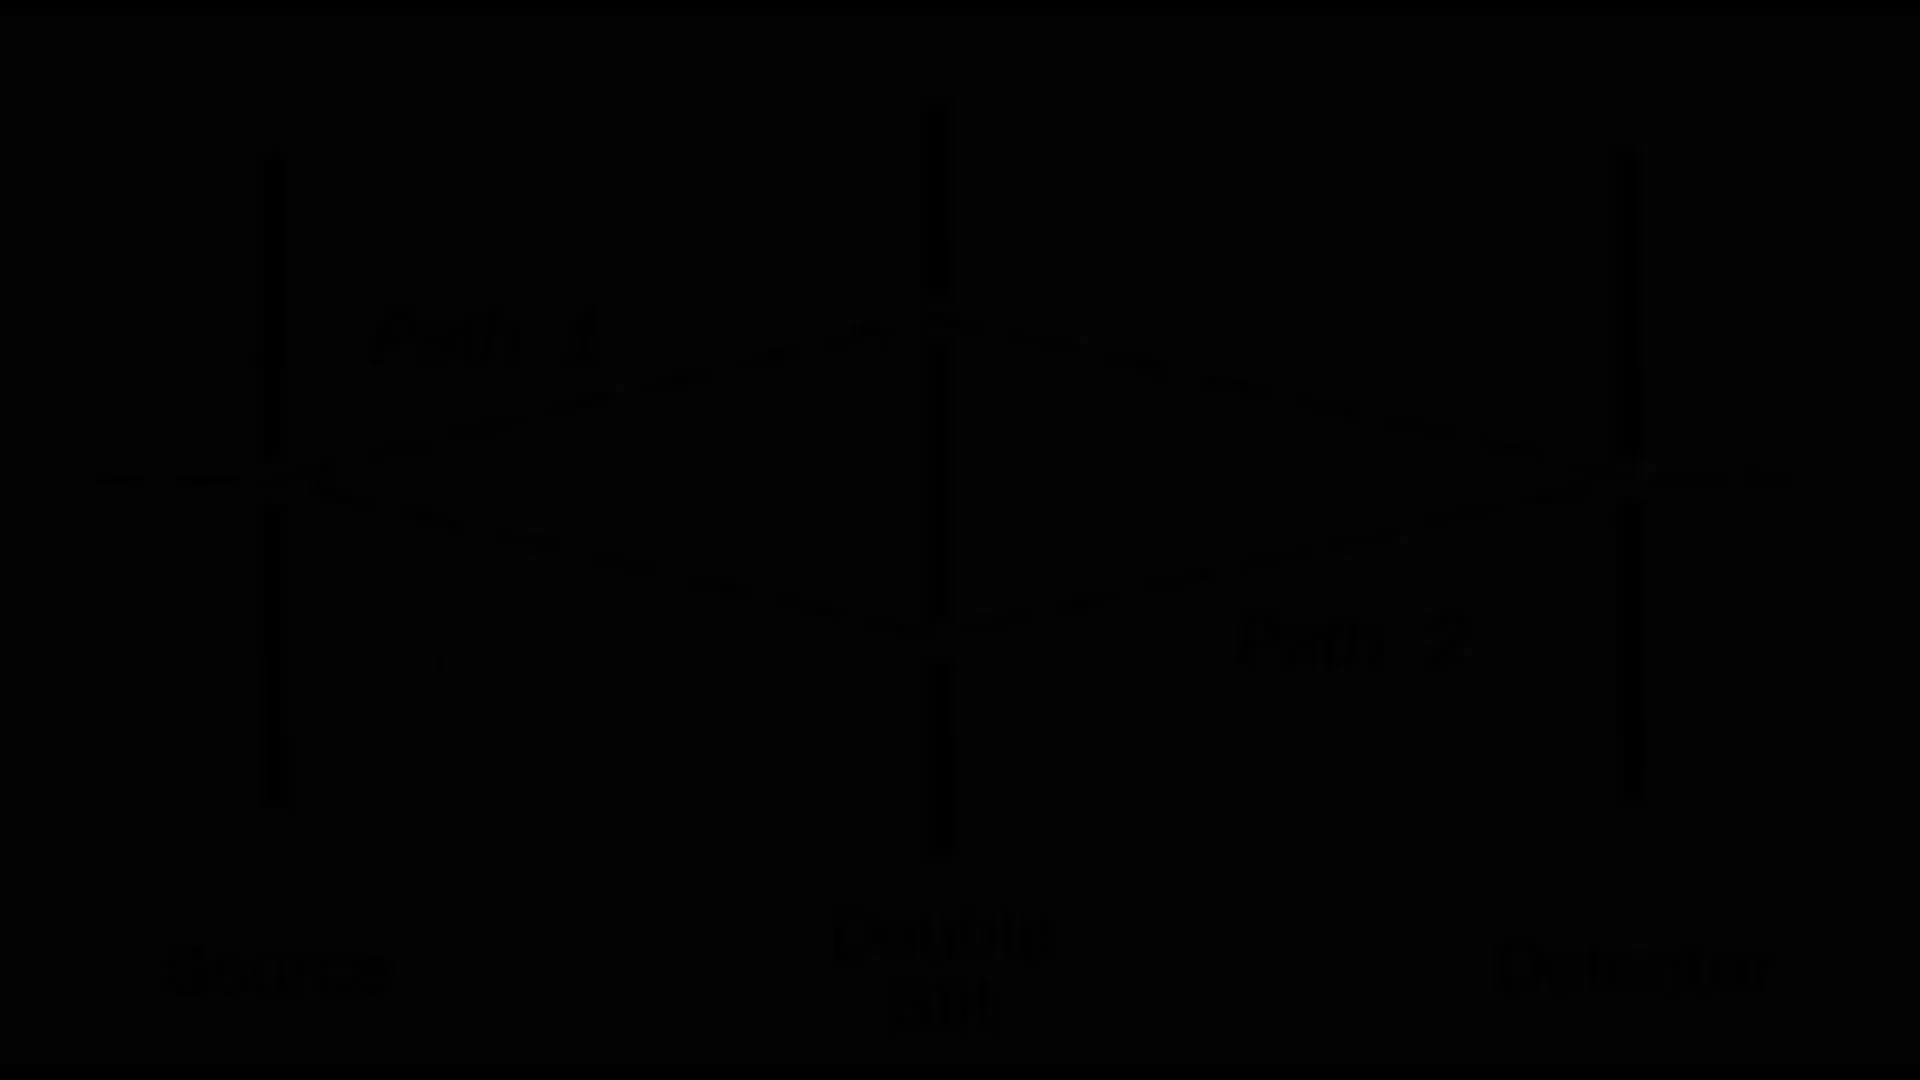 Path 1
Path 2
Double
Source
Detector
slit